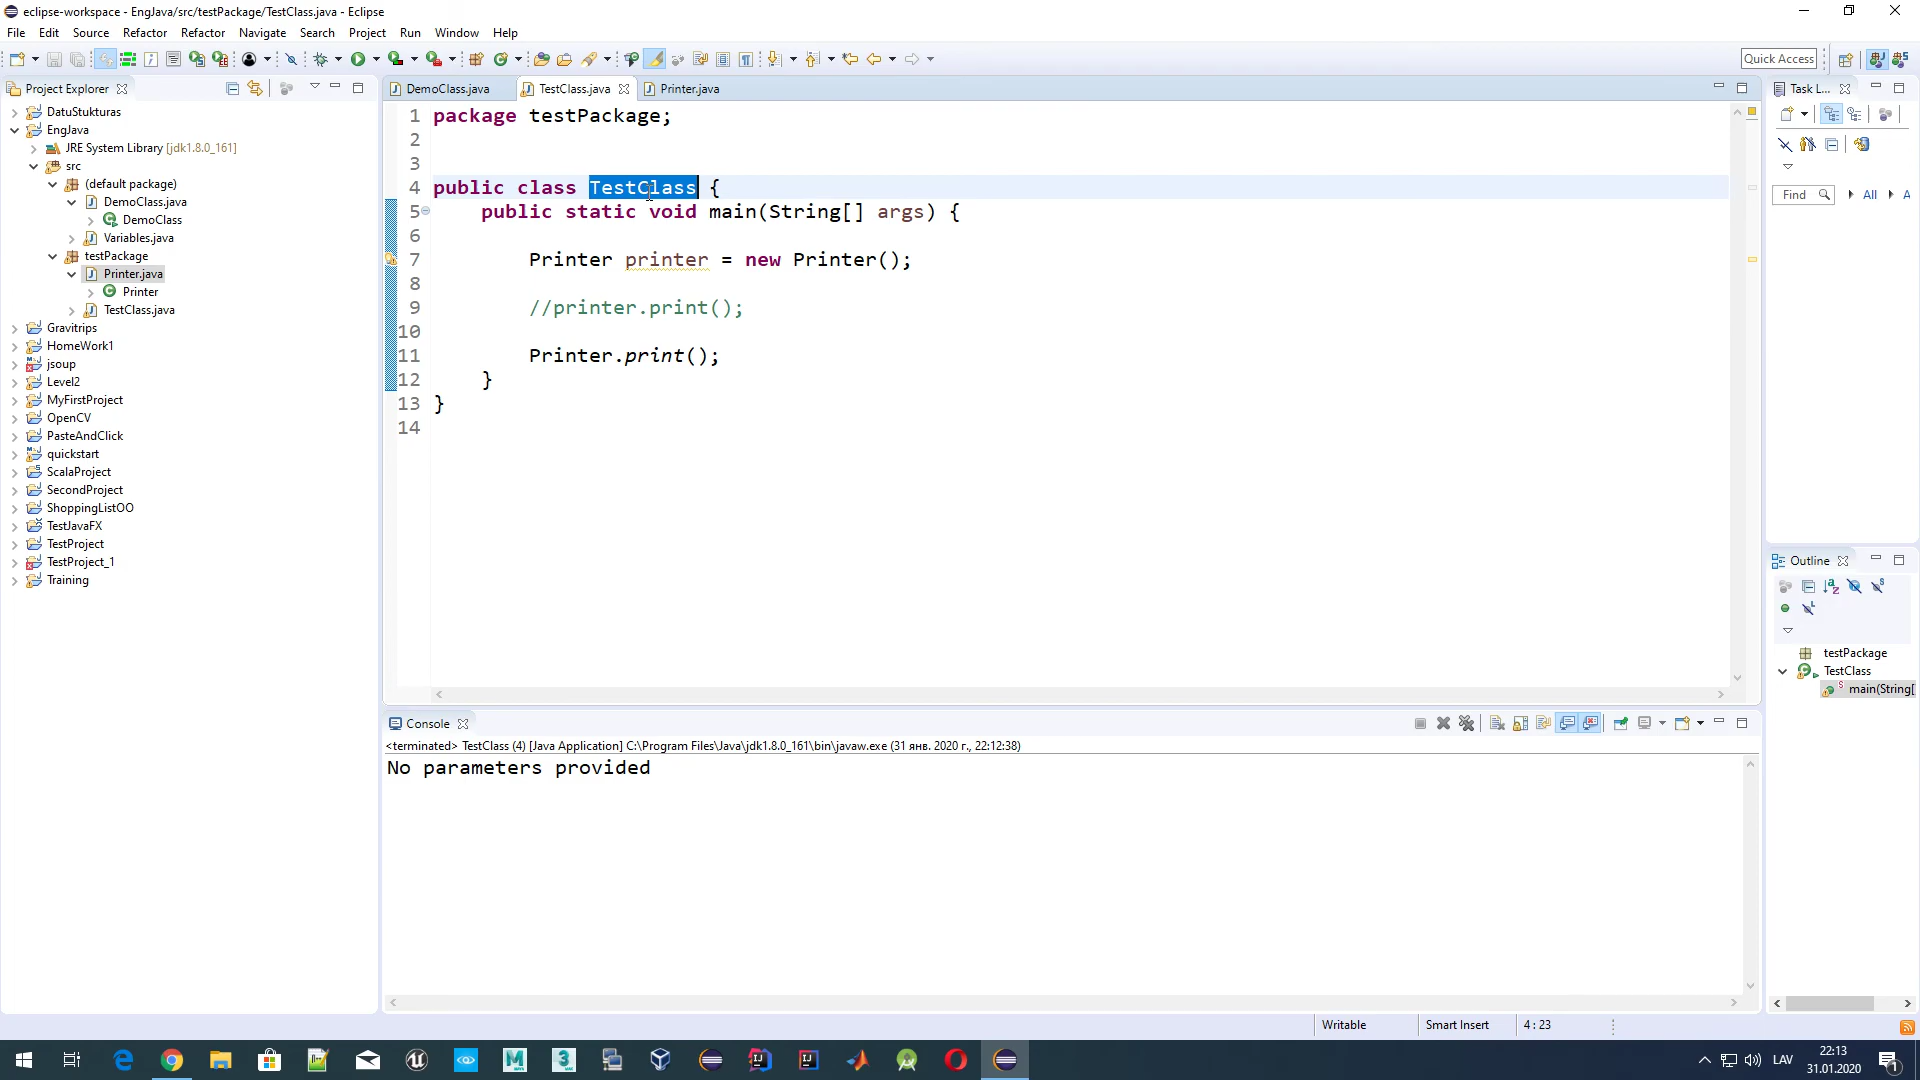 eclipse-workspace - EngJava/src/testPackage/TestClass.java - Eclipse
File Edit Source Refactor Refactor Navigate Search Project Run Window Help
Quick Access
Project Explorer
DatuStukturas
EngJava
JRE System Library [jdk1.8.0_161]
src
(default package)
DemoClass.java
DemoClass
Variables.java
testPackage
Printer.java
Printer
TestClass.java
Gravitrips
HomeWork1
jsoup
Level2
MyFirstProject
OpenCV
PasteAndClick
quickstart
ScalaProject
SecondProject
ShoppingListOO
TestJavaFX
TestProject
TestProject_1
Training
DemoClass.java TestClass.java Printer.java
1 package testPackage;
2
3
4 public class TestClass {
5 public static void main(String[] args) {
6
7 Printer printer = new Printer();
8
9 //printer.print();
10
11 Printer.print();
12 }
13 }
14
Task L...
Find All A
Outline
testPackage
TestClass
main(String[
Console
<terminated> TestClass (4) [Java Application] C:\Program Files\Java\jdk1.8.0_161\bin\javaw.exe (31 янв. 2020 г., 22:12:38)
No parameters provided
Writable Smart Insert 4 : 23
LAV
22:13
31.01.2020
1